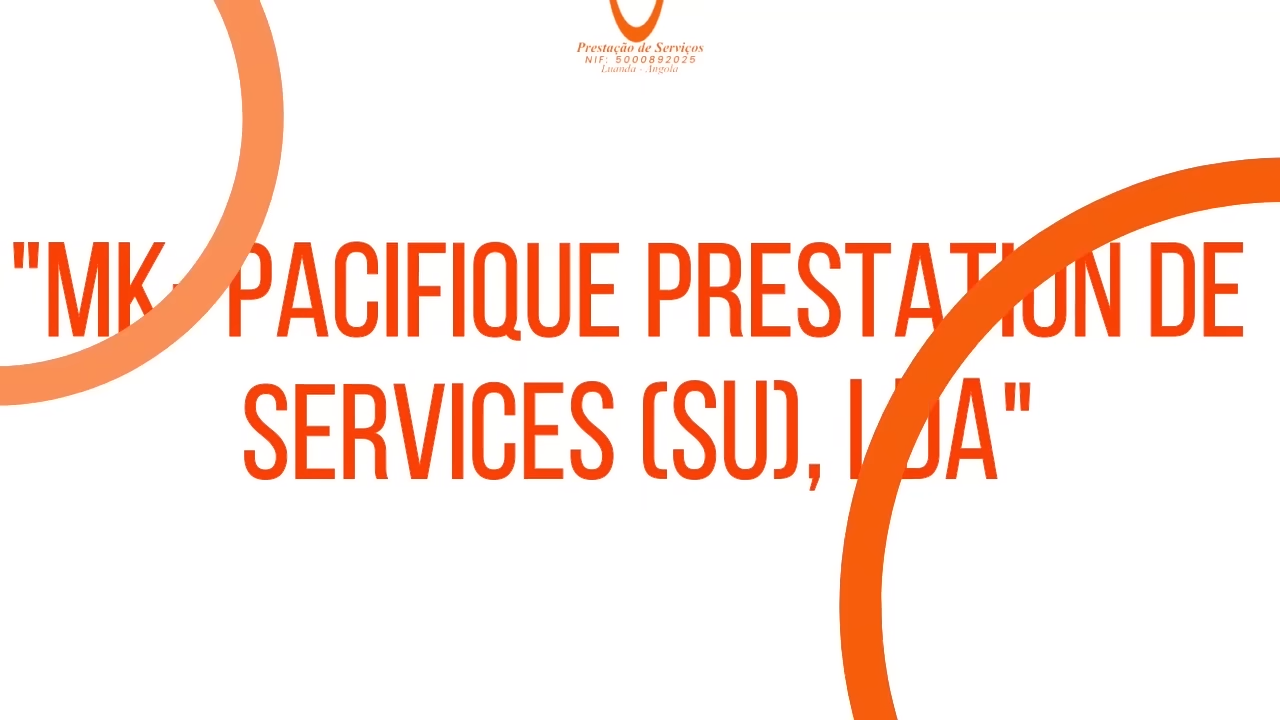 Prestação de Serviços
NIF: 5000892025
Luanda - Angola
"MK- PACIFIQUE PRESTATION DE
SERVICES (SU), LDA"